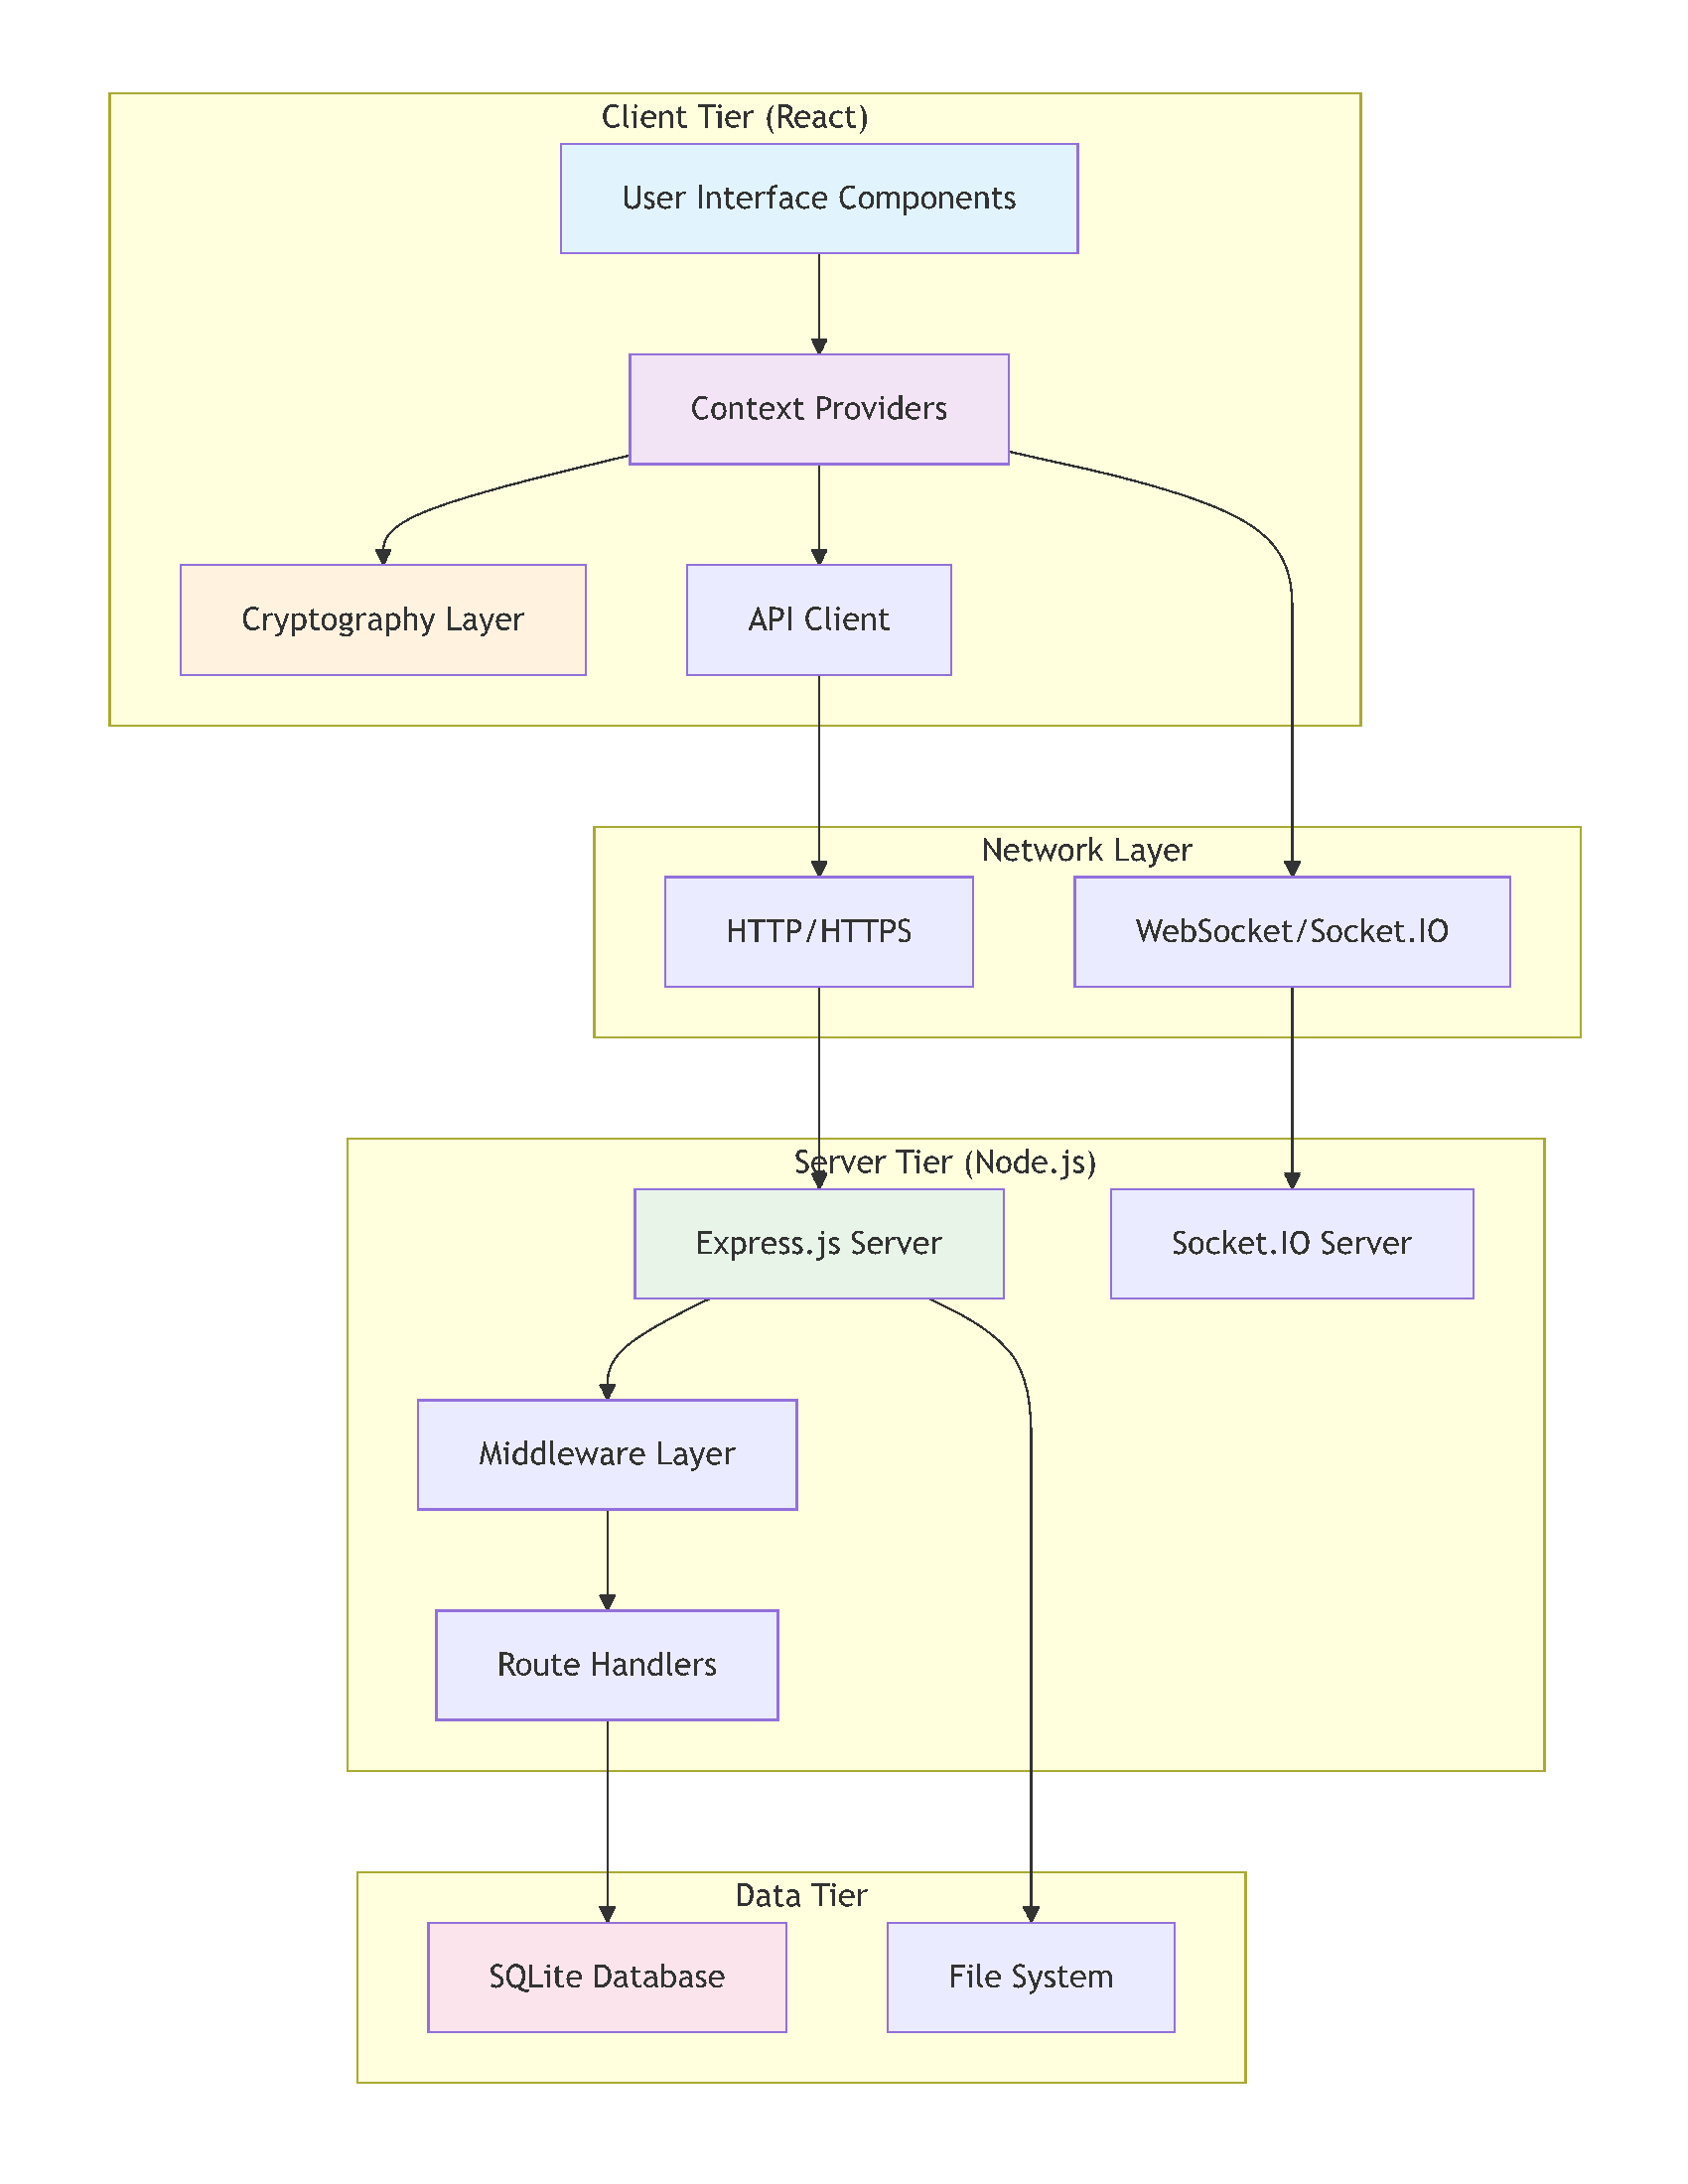 Client Tier (React)
User Interface Components
Context Providers
Cryptography Layer
API Client
Network Layer
HTTP/HTTPS
WebSocket/Socket.IO
Server Tier (Node.js)
Express.js Server
Socket.IO Server
Middleware Layer
Route Handlers
Data Tier
SQLite Database
File System